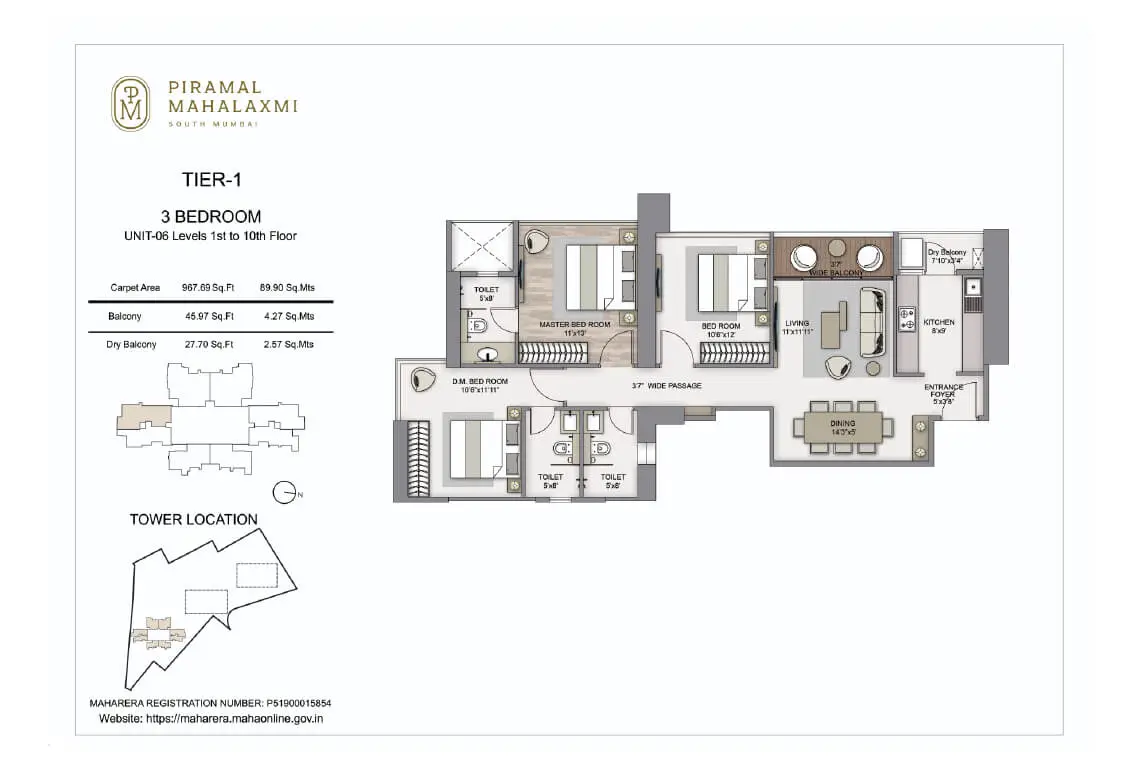 PM
PIRAMAL
MAHALAXMI
SOUTH MUMBAI
TIER-1
3 BEDROOM
UNIT-06 Levels 1st to 10th Floor
Carpet Area 967.69 Sq.Ft 89.90 Sq.Mts
Balcony 45.97 Sq.Ft 4.27 Sq.Mts
Dry Balcony 27.70 Sq.Ft 2.57 Sq.Mts
N
TOWER LOCATION
MAHARERA REGISTRATION NUMBER: P51900015854
Website: https://maharera.mahaonline.gov.in
TOILET
5'x8'
MASTER BED ROOM
11'x13'
BED ROOM
10'6"x12'
3'7"
WIDE BALCONY
Dry Balcony
7'10"x3'4"
LIVING
11'x11'11"
KITCHEN
8'x9'
D.M. BED ROOM
10'6"x11'11"
3'7" WIDE PASSAGE
ENTRANCE
FOYER
5'x3'8"
DINING
14'3"x5'
TOILET
5'x8'
TOILET
5'x8'